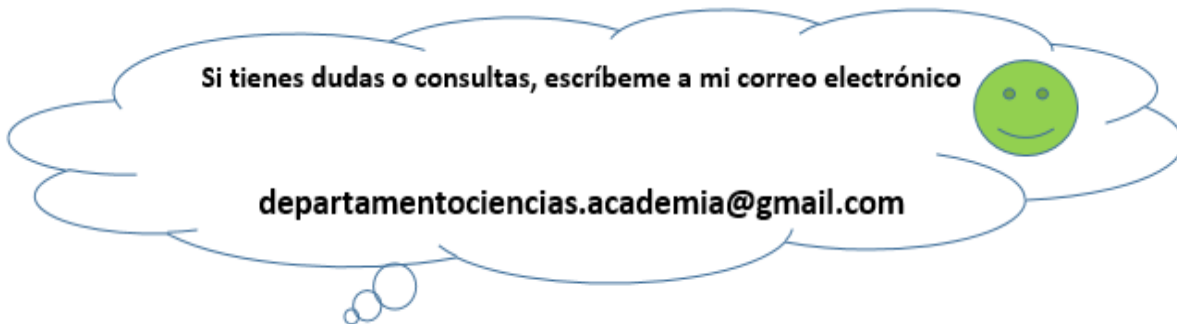 Si tienes dudas o consultas, escríbeme a mi correo electrónico
departamentociencias.academia@gmail.com